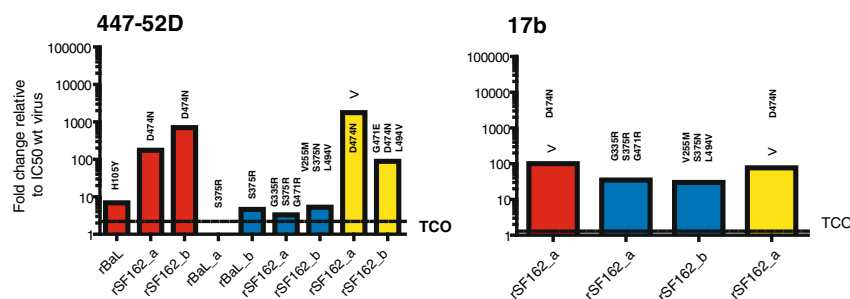 447-52D
Fold change relative
to IC50 wt virus
100000
10000
1000
100
10
1
H105Y
D474N
D474N
S375R
S375R
G335R
S375R
G471R
V255M
S375N
L494V
>
D474N
G471E
D474N
L494V
TCO
rBaL
rSF162_a
rSF162_b
rBaL_a
rBaL_b
rSF162_a
rSF162_b
rSF162_a
rSF162_b
17b
100000
10000
1000
100
10
1
D474N
>
G335R
S375R
G471R
V255M
S375N
L494V
D474N
>
TCO
rSF162_a
rSF162_a
rSF162_b
rSF162_a